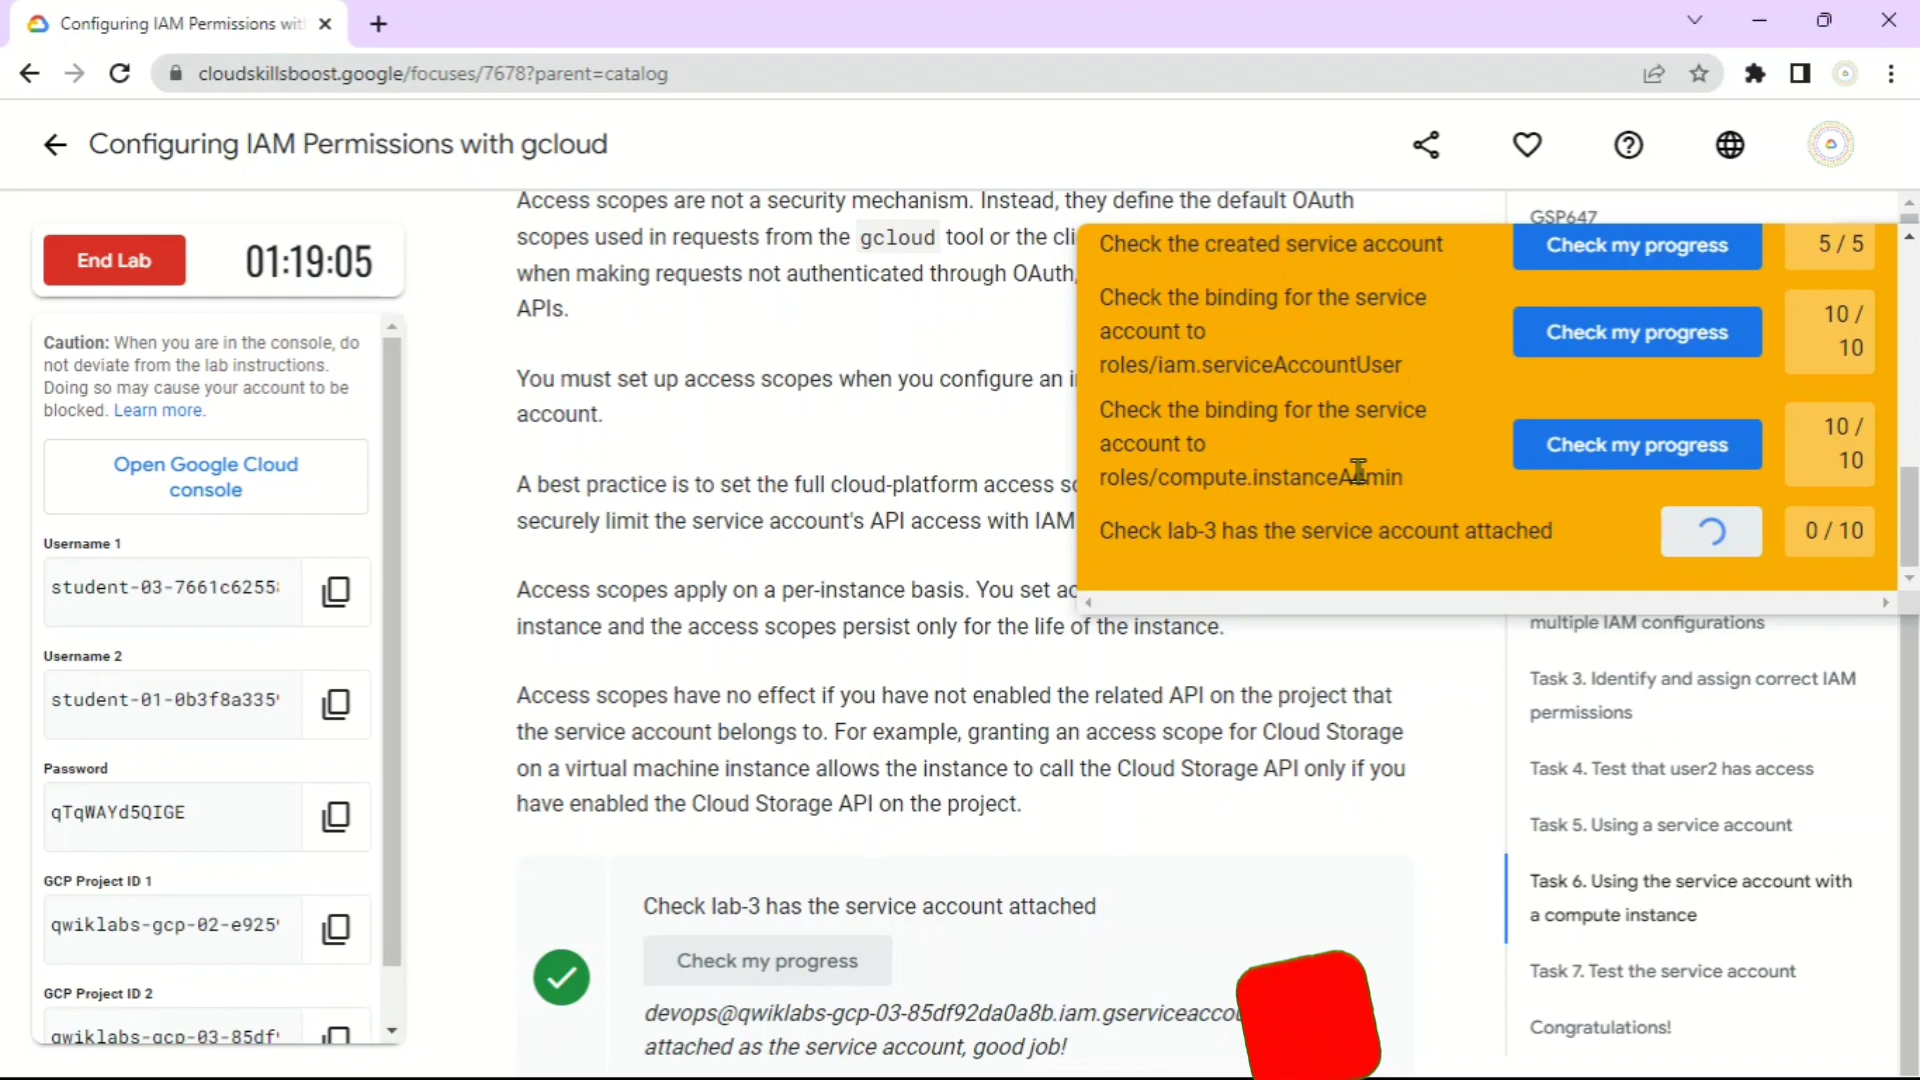 Configuring IAM Permissions wit
cloudskillsboost.google/focuses/7678?parent=catalog
Configuring IAM Permissions with gcloud
End Lab
01:19:05
Caution: When you are in the console, do
not deviate from the lab instructions.
Doing so may cause your account to be
blocked. Learn more.
Open Google Cloud
console
Username 1
student-03-7661c6255
Username 2
student-01-0b3f8a335
Password
qTqWAYd5QIGE
GCP Project ID 1
qwiklabs-gcp-02-e925
GCP Project ID 2
qwiklabs-gcp-03-85df
Access scopes are not a security mechanism. Instead, they define the default OAuth
scopes used in requests from the gcloud tool or the cli
when making requests not authenticated through OAuth,
APIs.
You must set up access scopes when you configure an i
account.
A best practice is to set the full cloud-platform access sc
securely limit the service account's API access with IAM
Access scopes apply on a per-instance basis. You set ac
instance and the access scopes persist only for the life of the instance.
Access scopes have no effect if you have not enabled the related API on the project that
the service account belongs to. For example, granting an access scope for Cloud Storage
on a virtual machine instance allows the instance to call the Cloud Storage API only if you
have enabled the Cloud Storage API on the project.
Check lab-3 has the service account attached
Check my progress
devops@qwiklabs-gcp-03-85df92da0a8b.iam.gserviceaccou
attached as the service account, good job!
GSP647
Check the created service account
Check my progress
5 / 5
Check the binding for the service
account to
roles/iam.serviceAccountUser
Check my progress
10 /
10
Check the binding for the service
account to
roles/compute.instanceAdmin
Check my progress
10 /
10
Check lab-3 has the service account attached
0 / 10
multiple IAM configurations
Task 3. Identify and assign correct IAM
permissions
Task 4. Test that user2 has access
Task 5. Using a service account
Task 6. Using the service account with
a compute instance
Task 7. Test the service account
Congratulations!